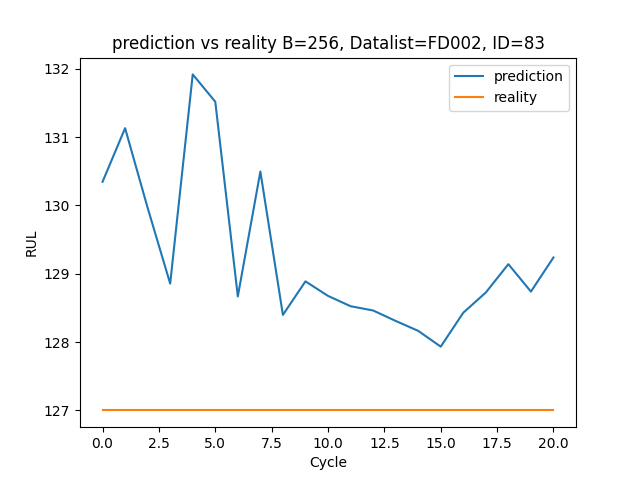 prediction vs reality B=256, Datalist=FD002, ID=83
prediction
reality
RUL
132
131
130
129
128
127
0.0 2.5 5.0 7.5 10.0 12.5 15.0 17.5 20.0
Cycle